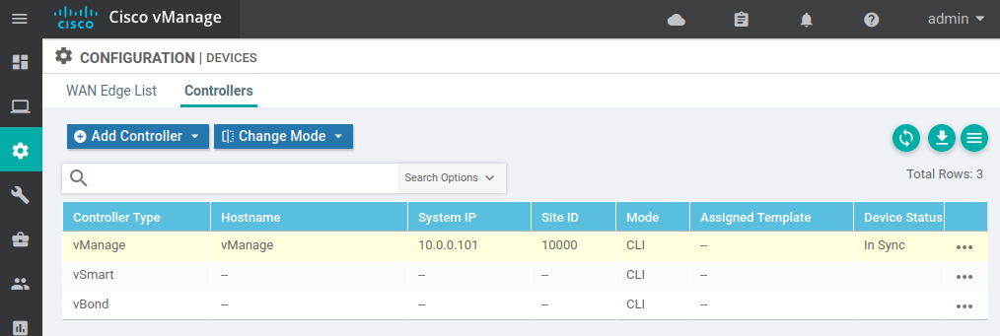 CISCO Cisco vManage admin
CONFIGURATION | DEVICES
WAN Edge List Controllers
Add Controller Change Mode
Search Options Total Rows: 3
Controller Type Hostname System IP Site ID Mode Assigned Template Device Status
vManage vManage 10.0.0.101 10000 CLI -- In Sync •••
vSmart -- -- -- CLI -- •••
vBond -- -- -- CLI -- •••